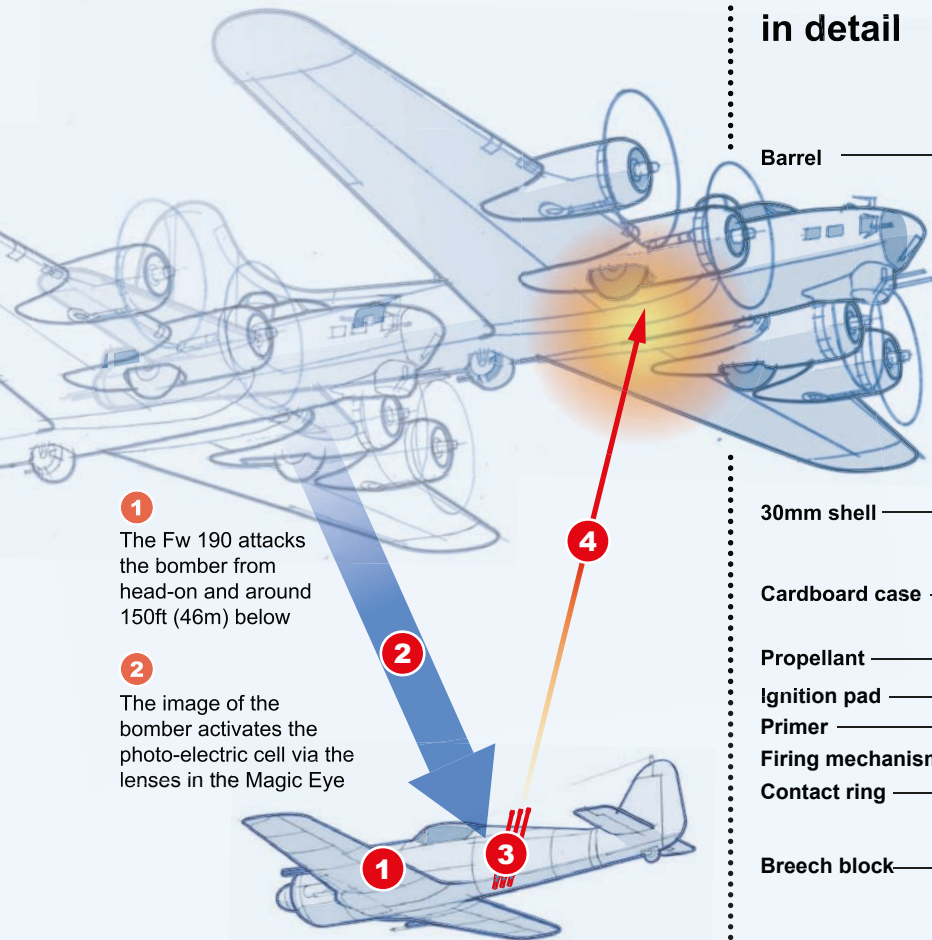 in detail
Barrel
30mm shell
Cardboard case
Propellant
Ignition pad
Primer
Firing mechanism
Contact ring
Breech block
1
The Fw 190 attacks
the bomber from
head-on and around
150ft (46m) below
2
The image of the
bomber activates the
photo-electric cell via the
lenses in the Magic Eye
4
2
3
1